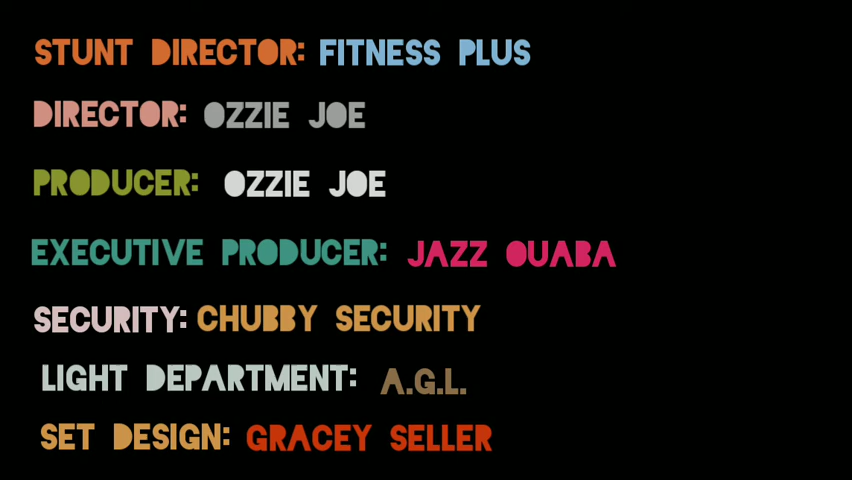 STUNT DIRECTOR: FITNESS PLUS
DIRECTOR: OZZIE JOE
PRODUCER: OZZIE JOE
EXECUTIVE PRODUCER: JAZZ OUABA
SECURITY: CHUBBY SECURITY
LIGHT DEPARTMENT: A.G.L.
SET DESIGN: GRACEY SELLER